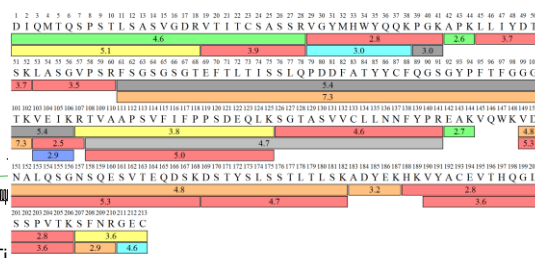 1 2 3 4 5 6 7 8 9 10 11 12 13 14 15 16 17 18 19 20 21 22 23 24 25 26 27 28 29 30 31 32 33 34 35 36 37 38 39 40 41 42 43 44 45 46 47 48 49 50
D I Q M T Q S P S T L S A S V G D R V T I T C S A S S R V G Y M H W Y Q Q K P G K A P K L L I Y D T
4.6 2.8 2.6 3.7
5.1 3.9 3.0 3.0
51 52 53 54 55 56 57 58 59 60 61 62 63 64 65 66 67 68 69 70 71 72 73 74 75 76 77 78 79 80 81 82 83 84 85 86 87 88 89 90 91 92 93 94 95 96 97 98 99 100
S K L A S G V P S R F S G S G S G T E F T L T I S S L Q P D D F A T Y Y C F Q G S G Y P F T F G G G
3.7 3.5 5.4
7.3
101 102 103 104 105 106 107 108 109 110 111 112 113 114 115 116 117 118 119 120 121 122 123 124 125 126 127 128 129 130 131 132 133 134 135 136 137 138 139 140 141 142 143 144 145 146 147 148 149 150
T K V E I K R T V A A P S V F I F P P S D E Q L K S G T A S V V C L L N N F Y P R E A K V Q W K V D
5.4 3.8 4.6 2.7 4.8
7.3 2.5 4.7 5.3
2.9 5.0
151 152 153 154 155 156 157 158 159 160 161 162 163 164 165 166 167 168 169 170 171 172 173 174 175 176 177 178 179 180 181 182 183 184 185 186 187 188 189 190 191 192 193 194 195 196 197 198 199 200
N A L Q S G N S Q E S V T E Q D S K D S T Y S L S S T L T L S K A D Y E K H K V Y A C E V T H Q G L
4.8 3.2 2.8
5.3 4.7 3.6
201 202 203 204 205 206 207 208 209 210 211 212 213
S S P V T K S F N R G E C
2.8 3.6
3.6 2.9 4.6